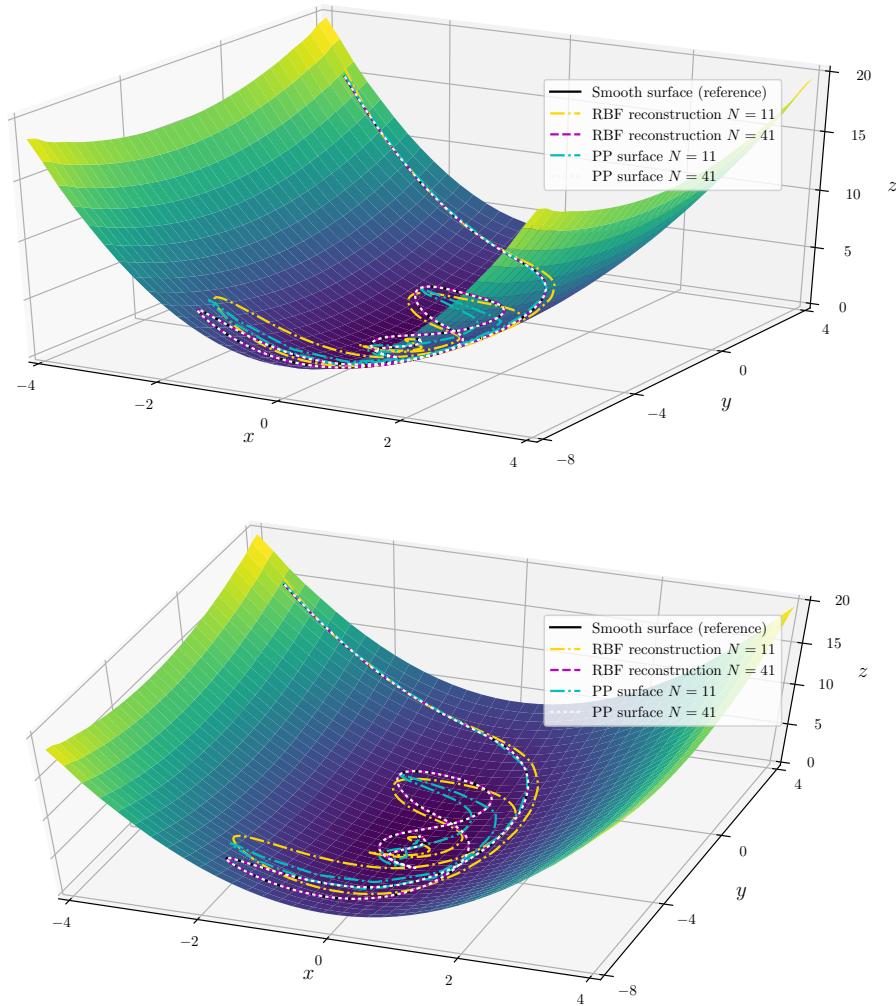 20
Smooth surface (reference)
RBF reconstruction N = 11
15
RBF reconstruction N = 41
PP surface N = 11
PP surface N = 41
z
10
5
0
4
0
−4
y
−4
−2
0
x
2
4
−8
20
Smooth surface (reference)
15
RBF reconstruction N = 11
RBF reconstruction N = 41
z
10
PP surface N = 11
PP surface N = 41
5
0
4
0
y
−4
−4
−2
0
x
2
4
−8